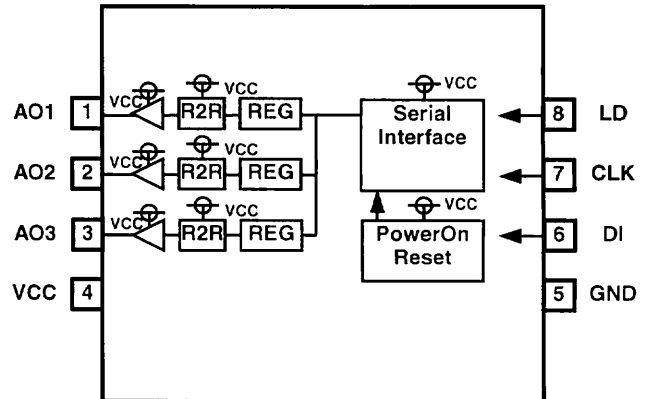 VCC VCC VCC
AO1 1 R2R REG Serial Interface 8 LD
VCC VCC
AO2 2 R2R REG 7 CLK
VCC VCC VCC
AO3 3 R2R REG PowerOn Reset 6 DI
VCC 4 5 GND